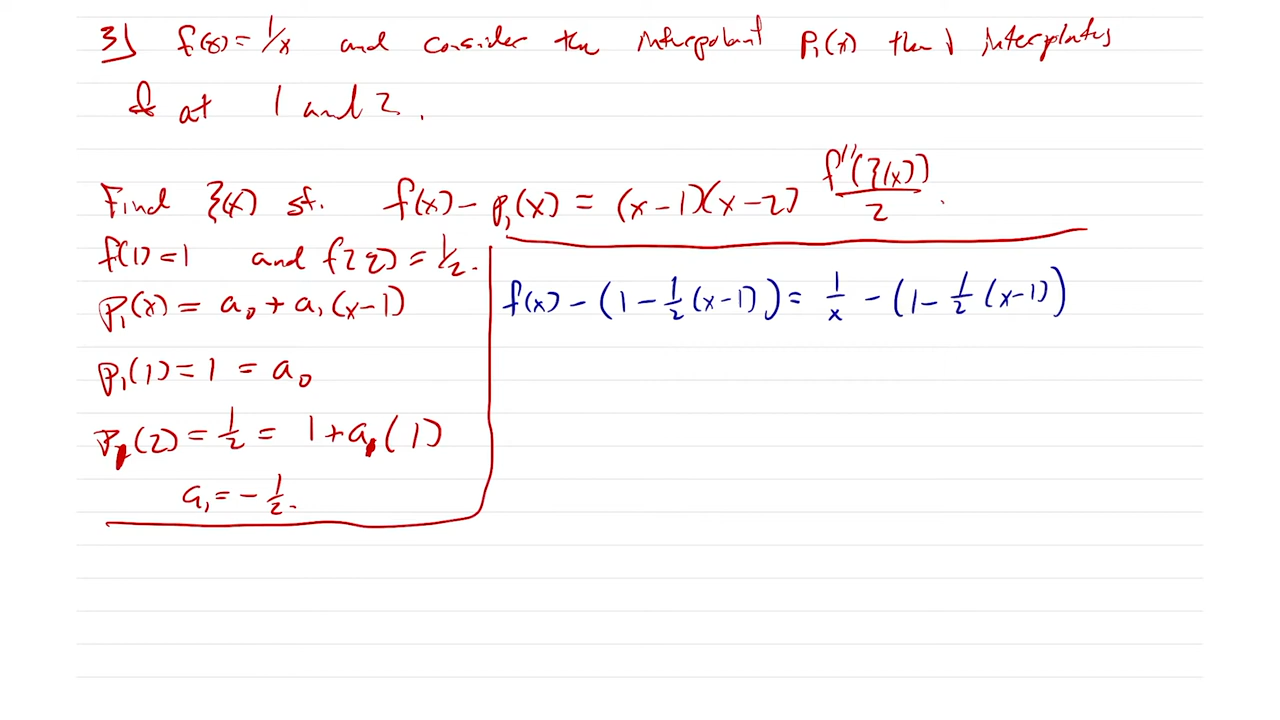 3) f(x) = 1/x and consider the interpolant P₁(x) that interpolates
f at 1 and 2.
Find ξ(x) st. f(x) - P₁(x) = (x-1)(x-2) f''(ξ(x))/2.
f(1) = 1 and f(2) = 1/2.
P₁(x) = a₀ + a₁(x-1)
P₁(1) = 1 = a₀
P₁(2) = 1/2 = 1 + a₁(1)
a₁ = -1/2.
f(x) - (1 - 1/2 (x-1)) = 1/x - (1 - 1/2 (x-1))